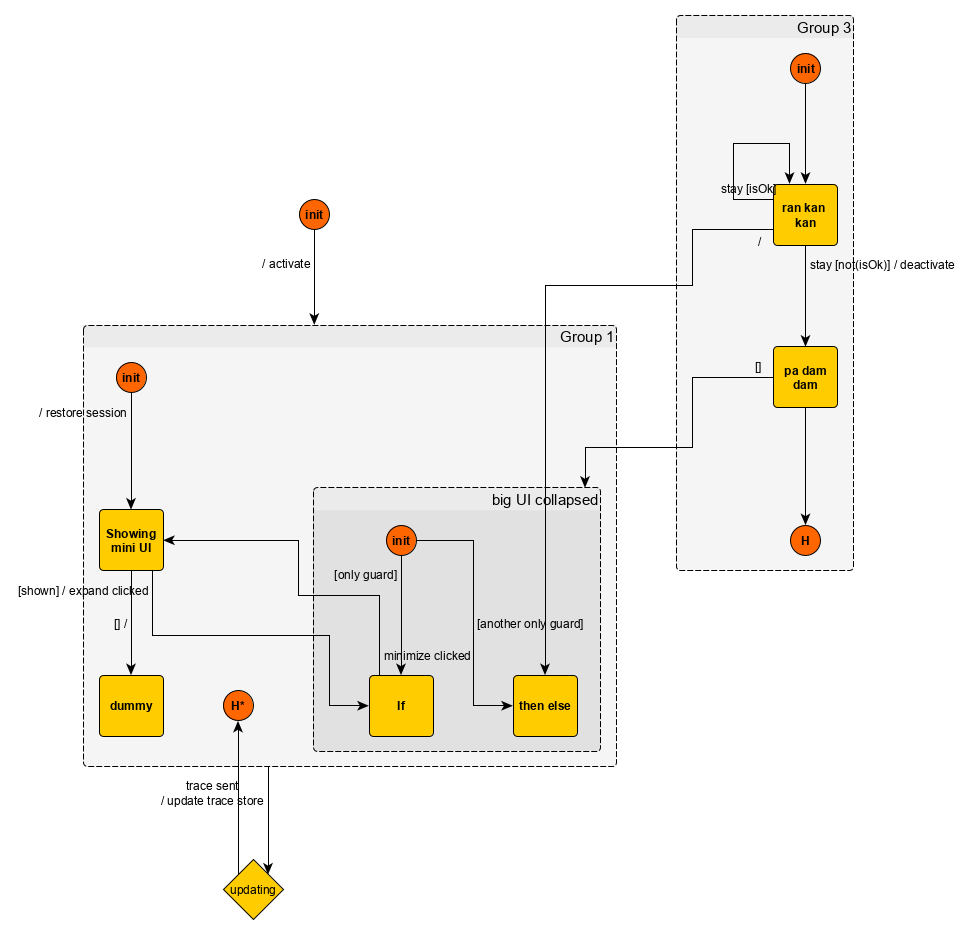 Group 3
init
stay [isOk]
ran kan
kan
init
/
/ activate
stay [not(isOk)] / deactivate
Group 1
init
[]
pa dam
dam
/ restore session
big UI collapsed
Showing
mini UI
init
H
[only guard]
[shown] / expand clicked
[] /
[another only guard]
minimize clicked
dummy
H*
If
then else
trace sent
/ update trace store
updating